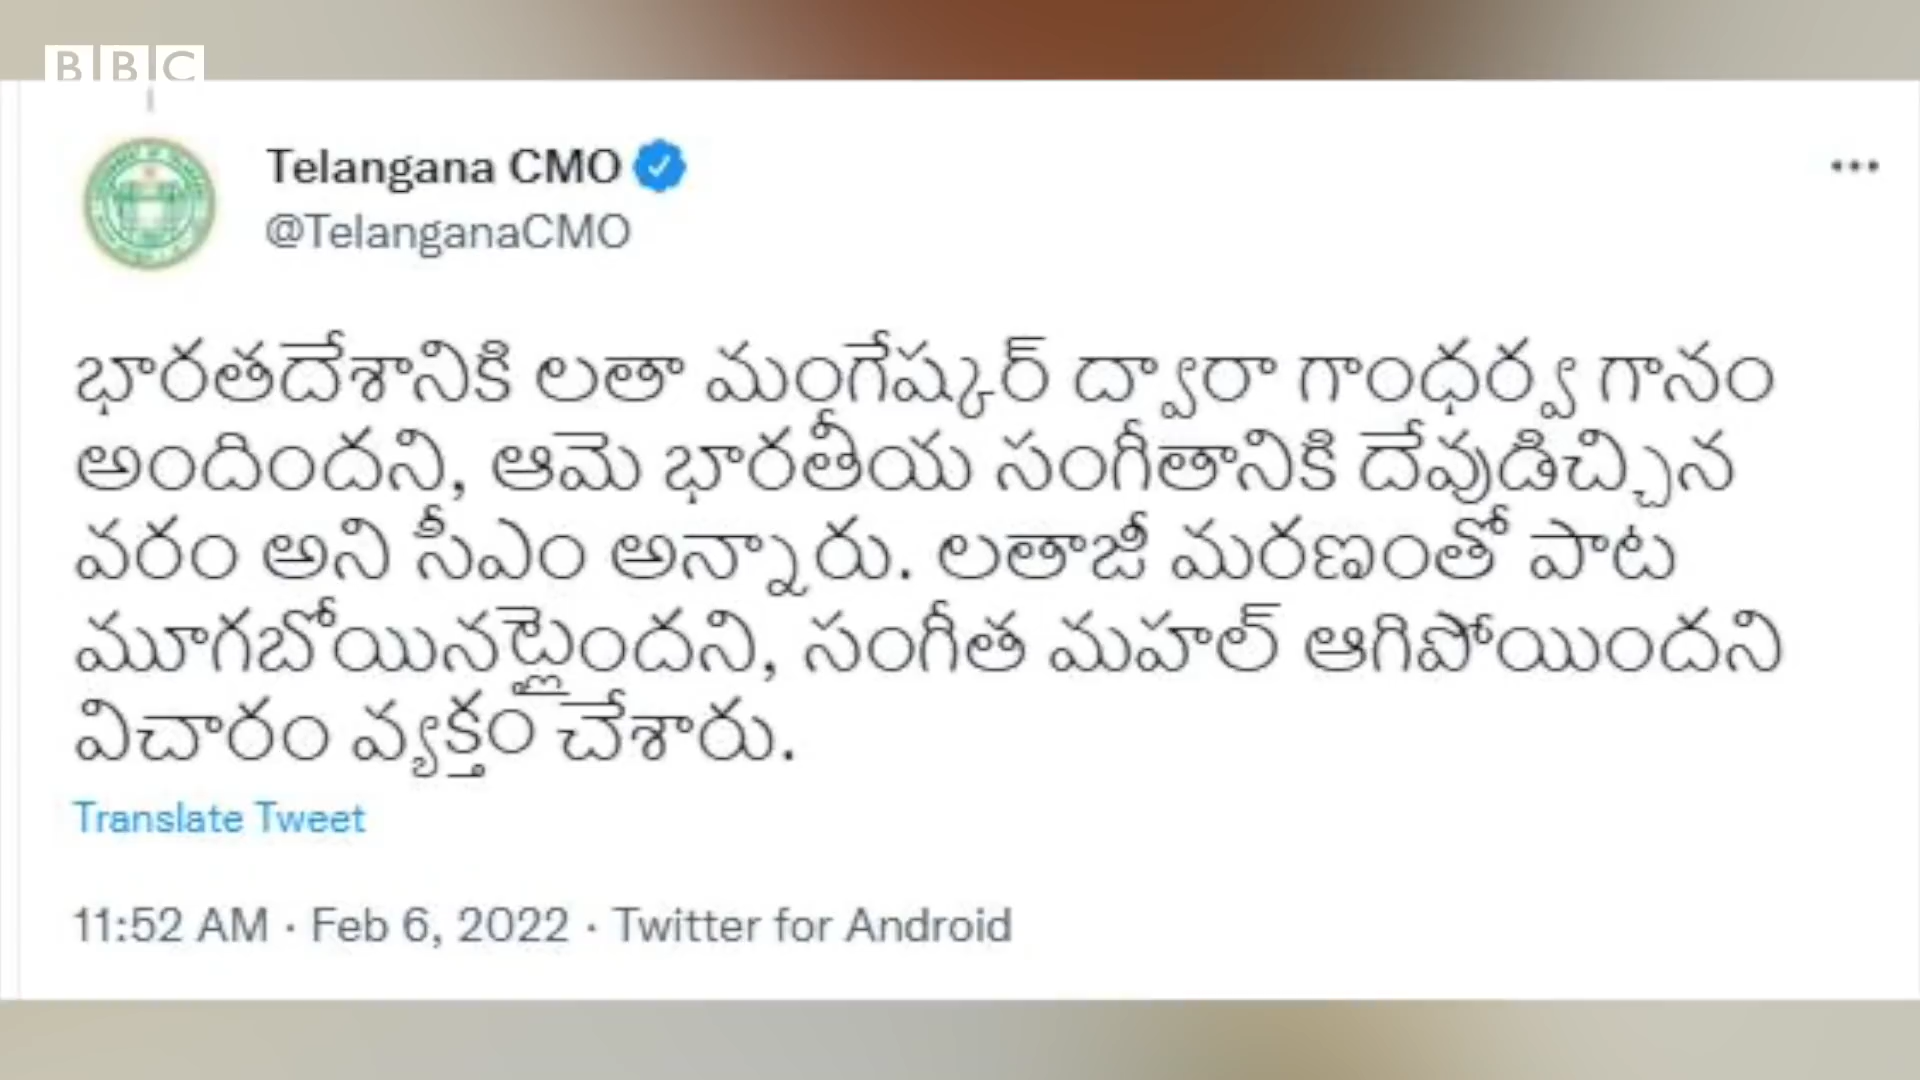 BBC
Telangana CMO
@TelanganaCMO
భారతదేశానికి లతా మంగేష్కర్ ద్వారా గాంధర్వ గానం
అందిందని, ఆమె భారతీయ సంగీతానికి దేవుడిచ్చిన
వరం అని సీఎం అన్నారు. లతాజీ మరణంతో పాట
మూగబోయినట్లైందని, సంగీత మహల్ ఆగిపోయిందని
విచారం వ్యక్తం చేశారు.
Translate Tweet
11:52 AM · Feb 6, 2022 · Twitter for Android